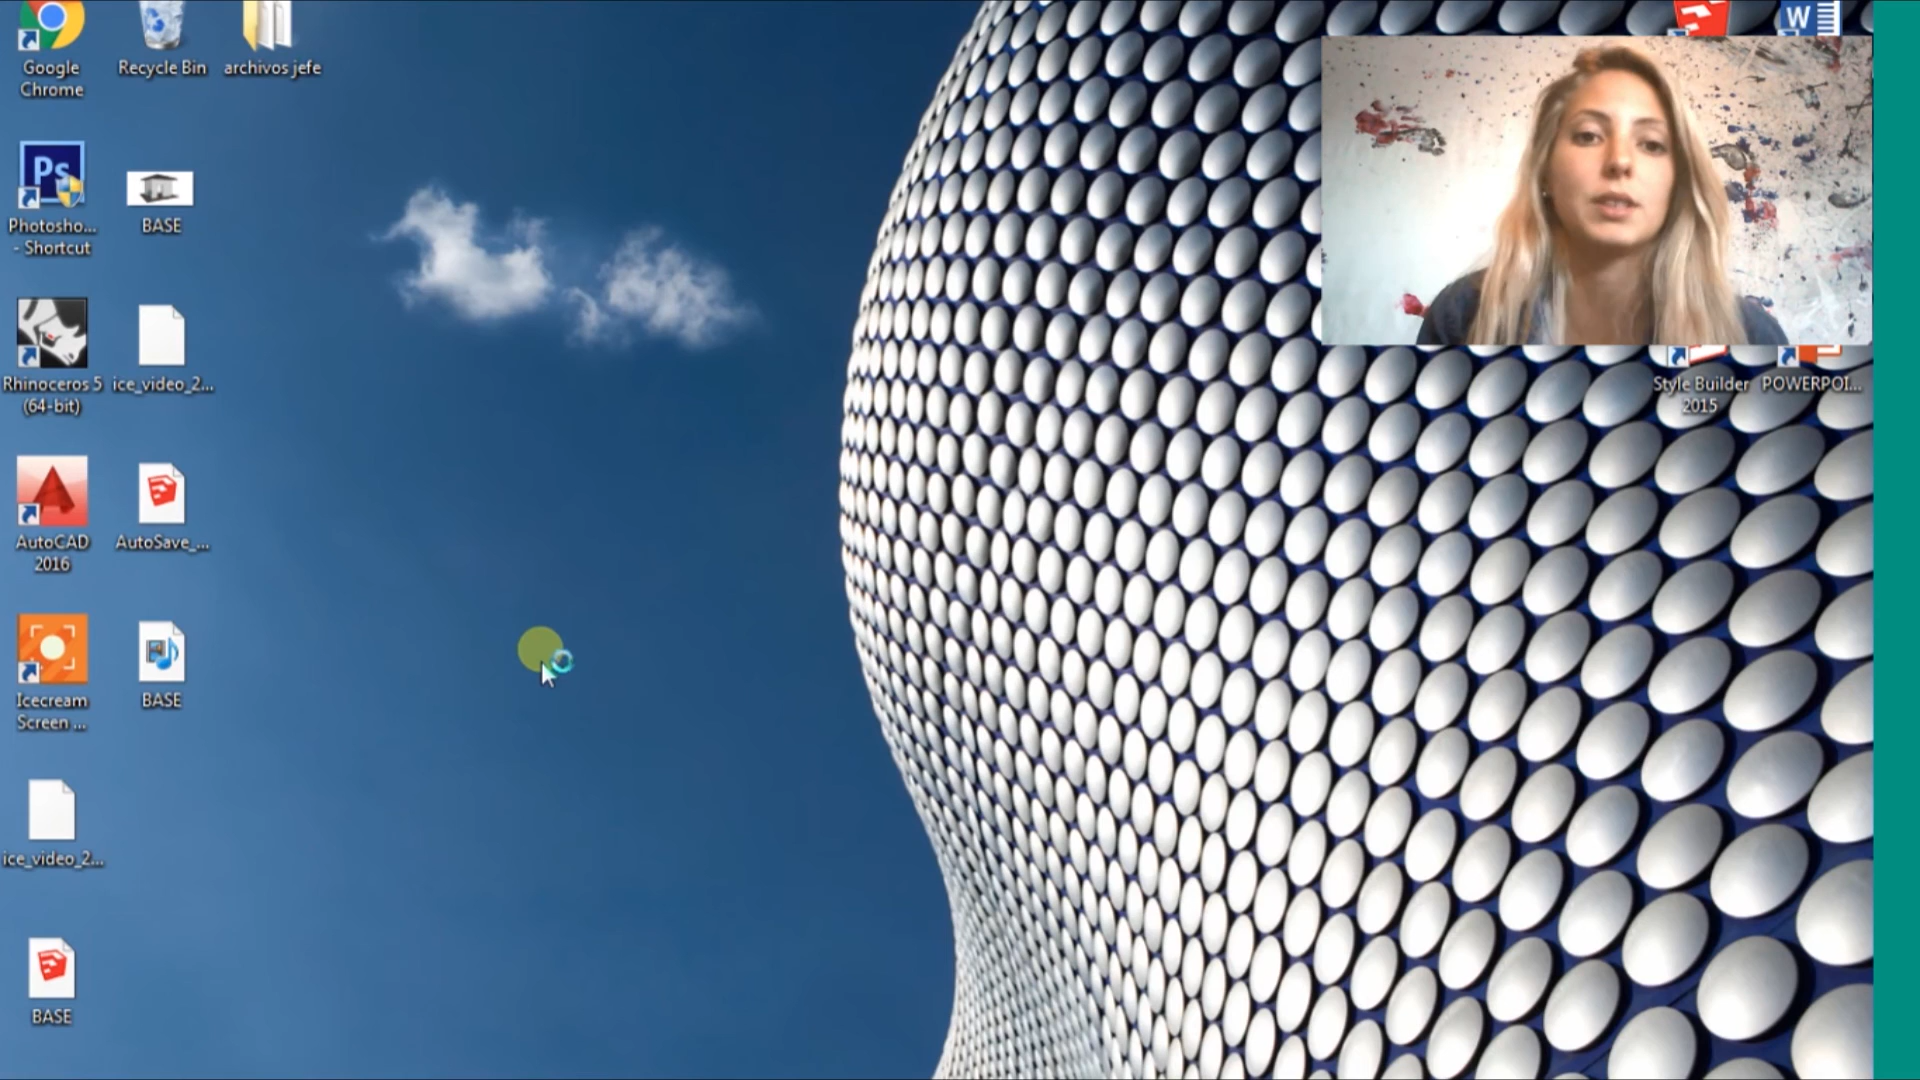 Google
Chrome
Recycle Bin
archivos jefe
W
Ps
Photosho...
- Shortcut
BASE
Rhinoceros 5
(64-bit)
ice_video_2...
Style Builder
2015
POWERPOI...
AutoCAD
2016
AutoSave_...
Icecream
Screen ...
BASE
ice_video_2...
BASE